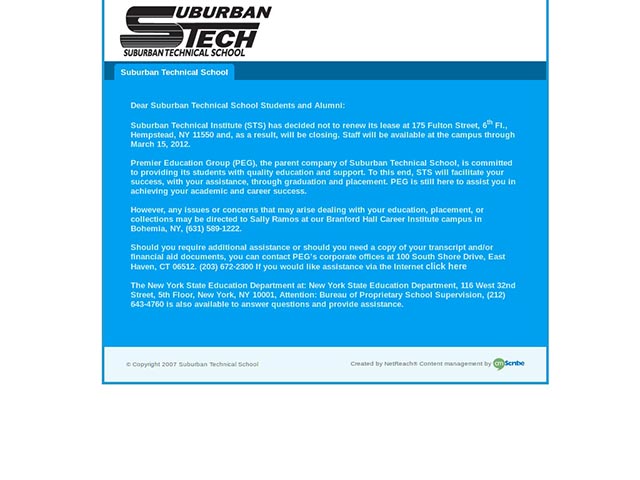 SUBURBAN
TECH
SUBURBAN TECHNICAL SCHOOL
Suburban Technical School
Dear Suburban Technical School Students and Alumni:
Suburban Technical Institute (STS) has decided not to renew its lease at 175 Fulton Street, 6th Fl.,
Hempstead, NY 11550 and, as a result, will be closing. Staff will be available at the campus through
March 15, 2012.
Premier Education Group (PEG), the parent company of Suburban Technical School, is committed
to providing its students with quality education and support. To this end, STS will facilitate your
success, with your assistance, through graduation and placement. PEG is still here to assist you in
achieving your academic and career success.
However, any issues or concerns that may arise dealing with your education, placement, or
collections may be directed to Sally Ramos at our Branford Hall Career Institute campus in
Bohemia, NY, (631) 589-1222.
Should you require additional assistance or should you need a copy of your transcript and/or
financial aid documents, you can contact PEG's corporate offices at 100 South Shore Drive, East
Haven, CT 06512. (203) 672-2300 If you would like assistance via the Internet click here
The New York State Education Department at: New York State Education Department, 116 West 32nd
Street, 5th Floor, New York, NY 10001, Attention: Bureau of Proprietary School Supervision, (212)
643-4760 is also available to answer questions and provide assistance.
© Copyright 2007 Suburban Technical School
Created by NetReach® Content management by cmScribe